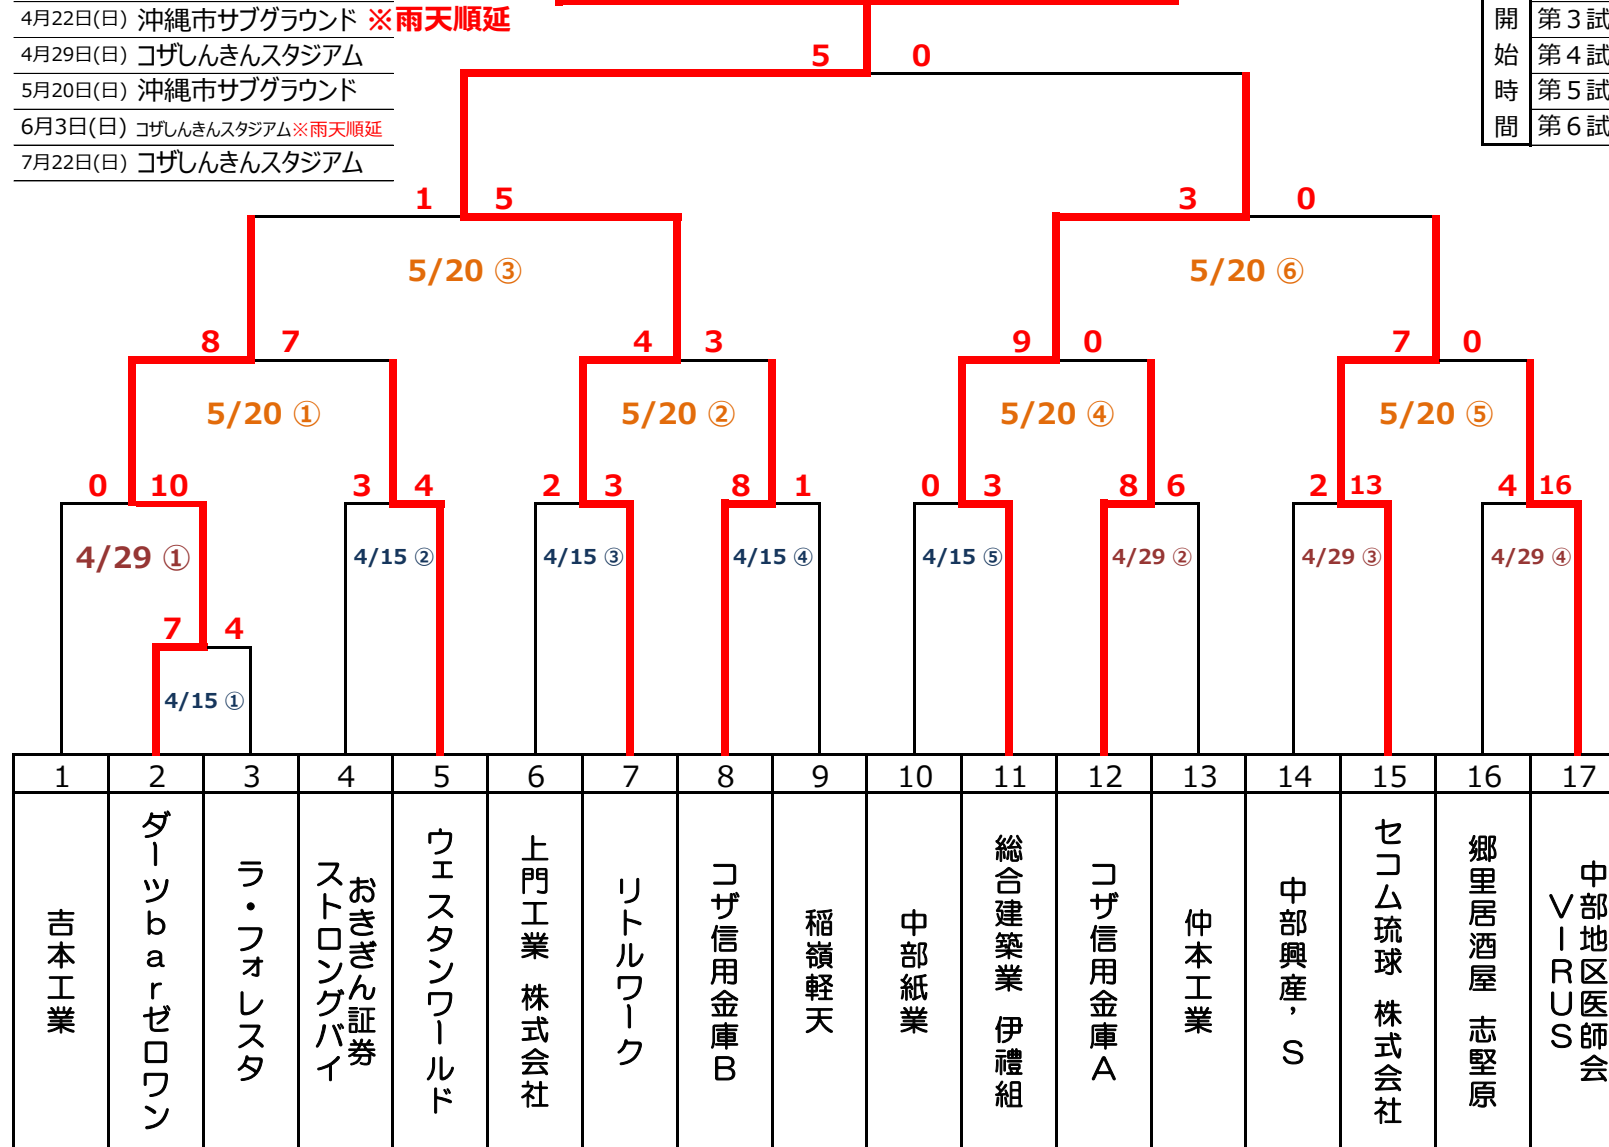 4月22日(日) 沖縄市サブグラウンド ※雨天順延
4月29日(日) コザしんきんスタジアム
5月20日(日) 沖縄市サブグラウンド
6月3日(日) コザしんきんスタジアム※雨天順延
7月22日(日) コザしんきんスタジアム
開始時間
第3試
第4試
第5試
第6試
5 0
1 5
3 0
5/20 ③
5/20 ⑥
8 7
4 3
9 0
7 0
5/20 ①
5/20 ②
5/20 ④
5/20 ⑤
0 10
3 4
2 3
8 1
0 3
8 6
2 13
4 16
4/29 ①
4/15 ②
4/15 ③
4/15 ④
4/15 ⑤
4/29 ②
4/29 ③
4/29 ④
7 4
4/15 ①
1 2 3 4 5 6 7 8 9 10 11 12 13 14 15 16 17
吉本工業
ダーツbarゼロワン
ラ・フォレスタ
おきぎん証券
ストロングバイ
ウェスタンワールド
上門工業 株式会社
リトルワーク
コザ信用金庫B
稲嶺軽天
中部紙業
総合建築業 伊禮組
コザ信用金庫A
仲本工業
中部興産’S
セコム琉球 株式会社
郷里居酒屋 志堅原
中部地区医師会
VIRUS